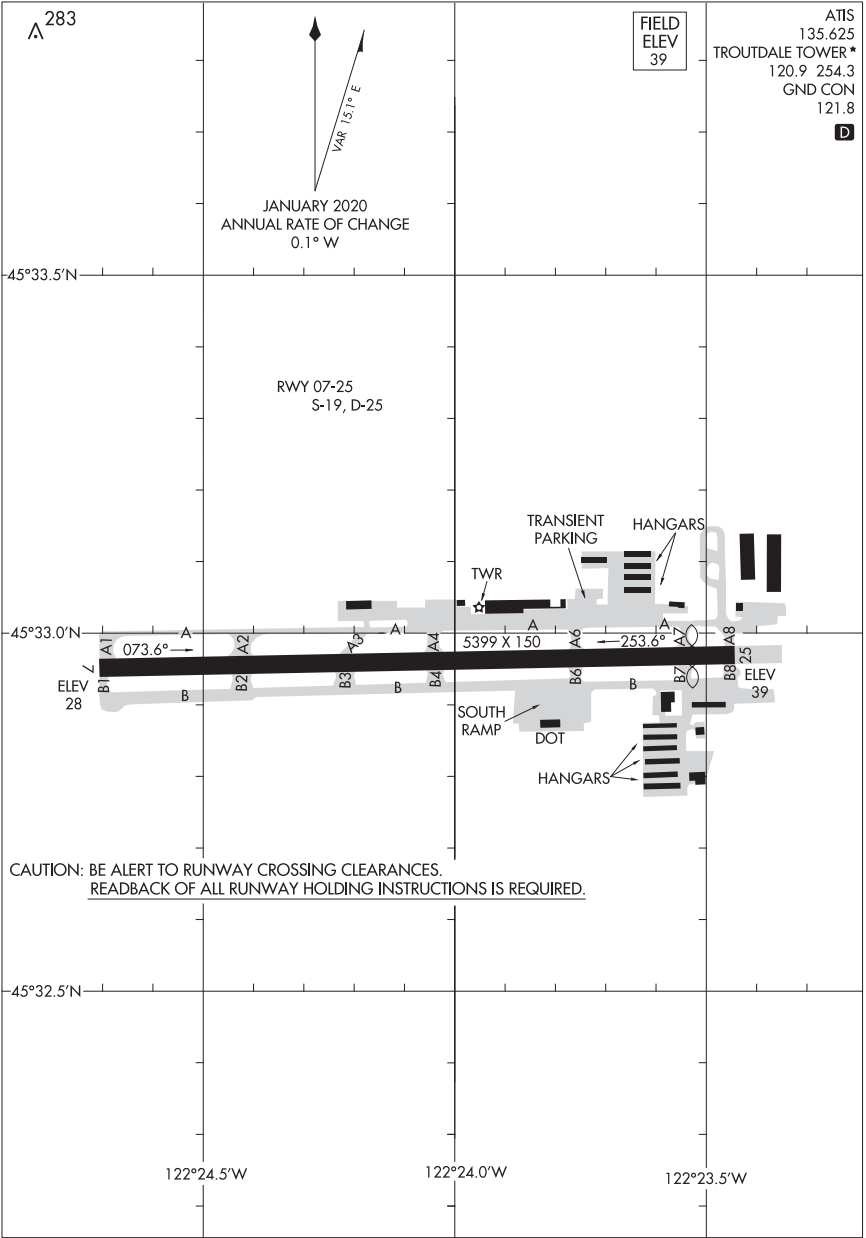 283
FIELD
ELEV
39
ATIS
135.625
TROUTDALE TOWER *
120.9 254.3
GND CON
121.8
D
VAR 15.1° E
JANUARY 2020
ANNUAL RATE OF CHANGE
0.1° W
45°33.5'N
RWY 07-25
S-19, D-25
TRANSIENT
PARKING
HANGARS
TWR
45°33.0'N
A
A
A
A
A1
A2
A3
A4
A6
A7
A8
073.6°
5399 X 150
253.6°
7
25
B1
B2
B3
B4
B6
B7
B8
ELEV
28
B
B
B
ELEV
39
SOUTH
RAMP
DOT
HANGARS
CAUTION: BE ALERT TO RUNWAY CROSSING CLEARANCES.
READBACK OF ALL RUNWAY HOLDING INSTRUCTIONS IS REQUIRED.
45°32.5'N
122°24.5'W
122°24.0'W
122°23.5'W